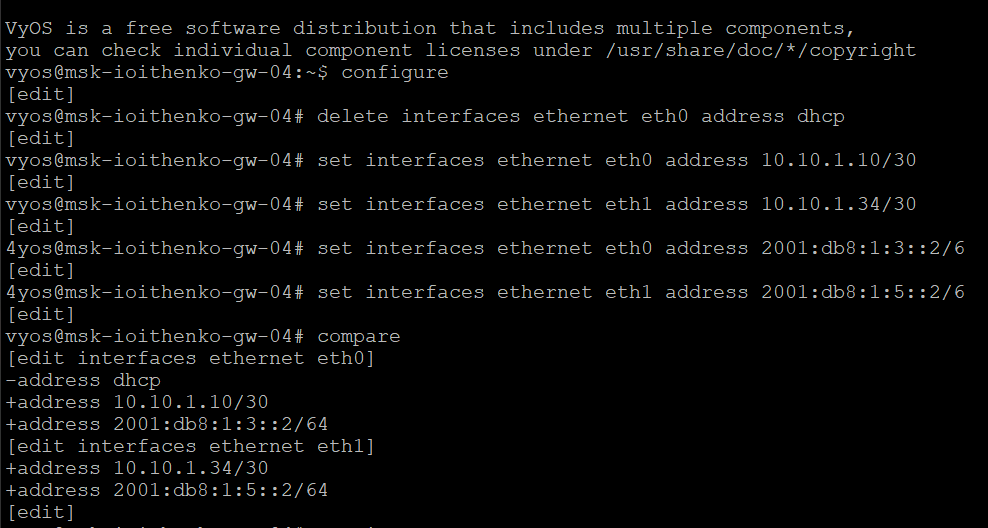 VyOS is a free software distribution that includes multiple components,
you can check individual component licenses under /usr/share/doc/*/copyright
vyos@msk-ioithenko-gw-04:~$ configure
[edit]
vyos@msk-ioithenko-gw-04# delete interfaces ethernet eth0 address dhcp
[edit]
vyos@msk-ioithenko-gw-04# set interfaces ethernet eth0 address 10.10.1.10/30
[edit]
vyos@msk-ioithenko-gw-04# set interfaces ethernet eth1 address 10.10.1.34/30
[edit]
4yos@msk-ioithenko-gw-04# set interfaces ethernet eth0 address 2001:db8:1:3::2/6
[edit]
4yos@msk-ioithenko-gw-04# set interfaces ethernet eth1 address 2001:db8:1:5::2/6
[edit]
vyos@msk-ioithenko-gw-04# compare
[edit interfaces ethernet eth0]
-address dhcp
+address 10.10.1.10/30
+address 2001:db8:1:3::2/64
[edit interfaces ethernet eth1]
+address 10.10.1.34/30
+address 2001:db8:1:5::2/64
[edit]